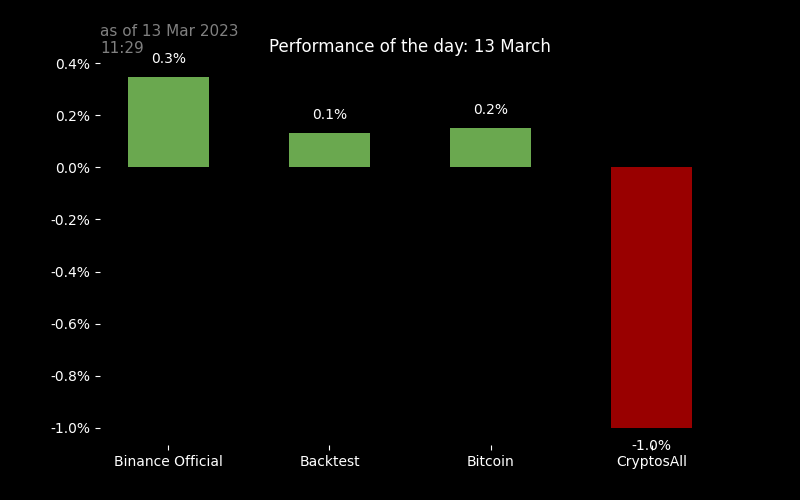 as of 13 Mar 2023
11:29
Performance of the day: 13 March
0.4%
0.2%
0.0%
-0.2%
-0.4%
-0.6%
-0.8%
-1.0%
0.3%
0.1%
0.2%
-1.0%
Binance Official
Backtest
Bitcoin
CryptosAll